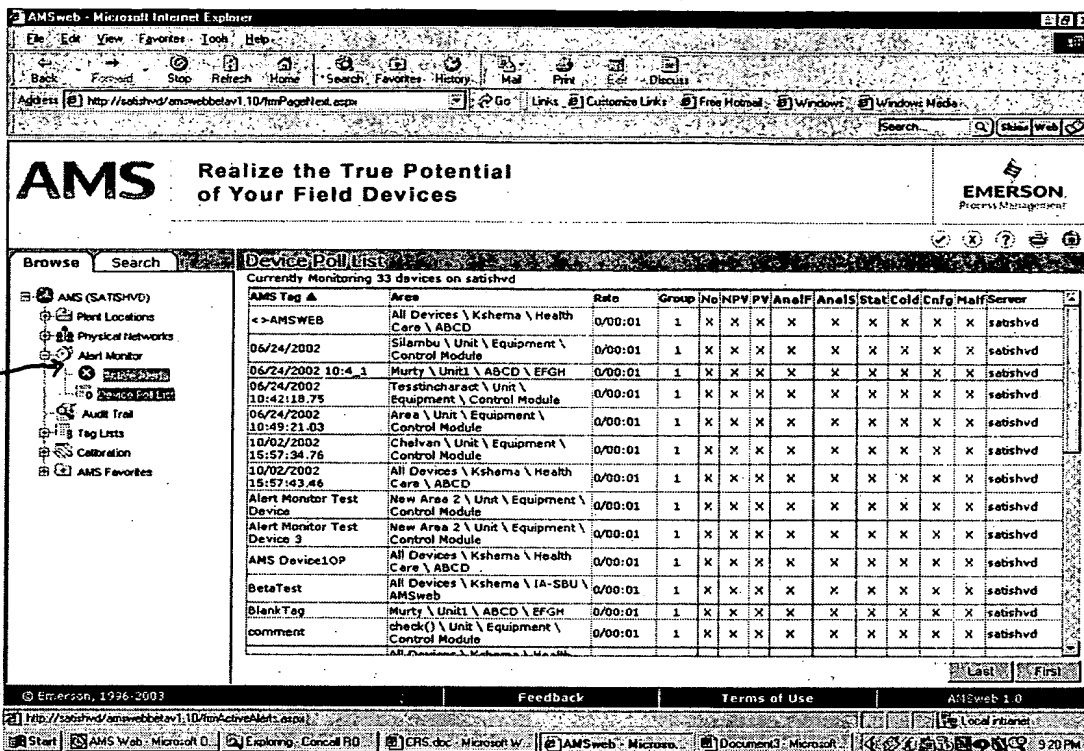 AMSweb - Microsoft Internet Explorer
File Edit View Favorites Tools Help
Back Forward Stop Refresh Home Search Favorites History Mail Print Edit Discuss
Address http://satishvd/amswebbetav1.10/frmPageNext.aspx Go Links Customize Links Free Hotmail Windows Windows Media
Search... Web
AMS Realize the True Potential
of Your Field Devices
EMERSON
Process Management
Browse Search Device Poll List
Currently Monitoring 33 devices on satishvd
AMS (SATISHVD)
Plant Locations
Physical Networks
Alert Monitor
Active Alerts
Device Poll List
Audit Trail
Tag Lists
Calibration
AMS Favorites
AMS Tag ▲ Area Rate Group No NPV PV AnalF AnalS Stat Cold Cnfg Malf Server
<>AMSWEB All Devices \ Kshema \ Health Care \ ABCD 0/00:01 1 x x x x x x x x x satishvd
06/24/2002 Silambu \ Unit \ Equipment \ Control Module 0/00:01 1 x x x x x x x x x satishvd
06/24/2002 10:4_1 Murty \ Unit1 \ ABCD \ EFGH 0/00:01 1 x x x x x x x x x satishvd
06/24/2002 10:42:18.75 Tesstincharact \ Unit \ Equipment \ Control Module 0/00:01 1 x x x x x x x x x satishvd
06/24/2002 10:49:21.03 Area \ Unit \ Equipment \ Control Module 0/00:01 1 x x x x x x x x x satishvd
10/02/2002 15:57:34.76 Chelvan \ Unit \ Equipment \ Control Module 0/00:01 1 x x x x x x x x x satishvd
10/02/2002 15:57:43.46 All Devices \ Kshema \ Health Care \ ABCD 0/00:01 1 x x x x x x x x x satishvd
Alert Monitor Test Device New Area 2 \ Unit \ Equipment \ Control Module 0/00:01 1 x x x x x x x x x satishvd
Alert Monitor Test Device 3 New Area 2 \ Unit \ Equipment \ Control Module 0/00:01 1 x x x x x x x x x satishvd
AMS Device1OP All Devices \ Kshema \ Health Care \ ABCD 0/00:01 1 x x x x x x x x x satishvd
BetaTest All Devices \ Kshema \ IA-SBU \ AMSweb 0/00:01 1 x x x x x x x x x satishvd
BlankTag Murty \ Unit1 \ ABCD \ EFGH 0/00:01 1 x x x x x x x x x satishvd
comment check() \ Unit \ Equipment \ Control Module 0/00:01 1 x x x x x x x x x satishvd
All Devices \ Kshema \ Health
Last First
© Emerson, 1996-2003 Feedback Terms of Use AMSweb 1.0
http://satishvd/amswebbetav1.10/frmActiveAlerts.aspx Local intranet
Start AMS Web - Microsoft O... Exploring - Concall RD CRS.doc - Microsoft W... AMSweb - Microso... Document3 - Microsoft